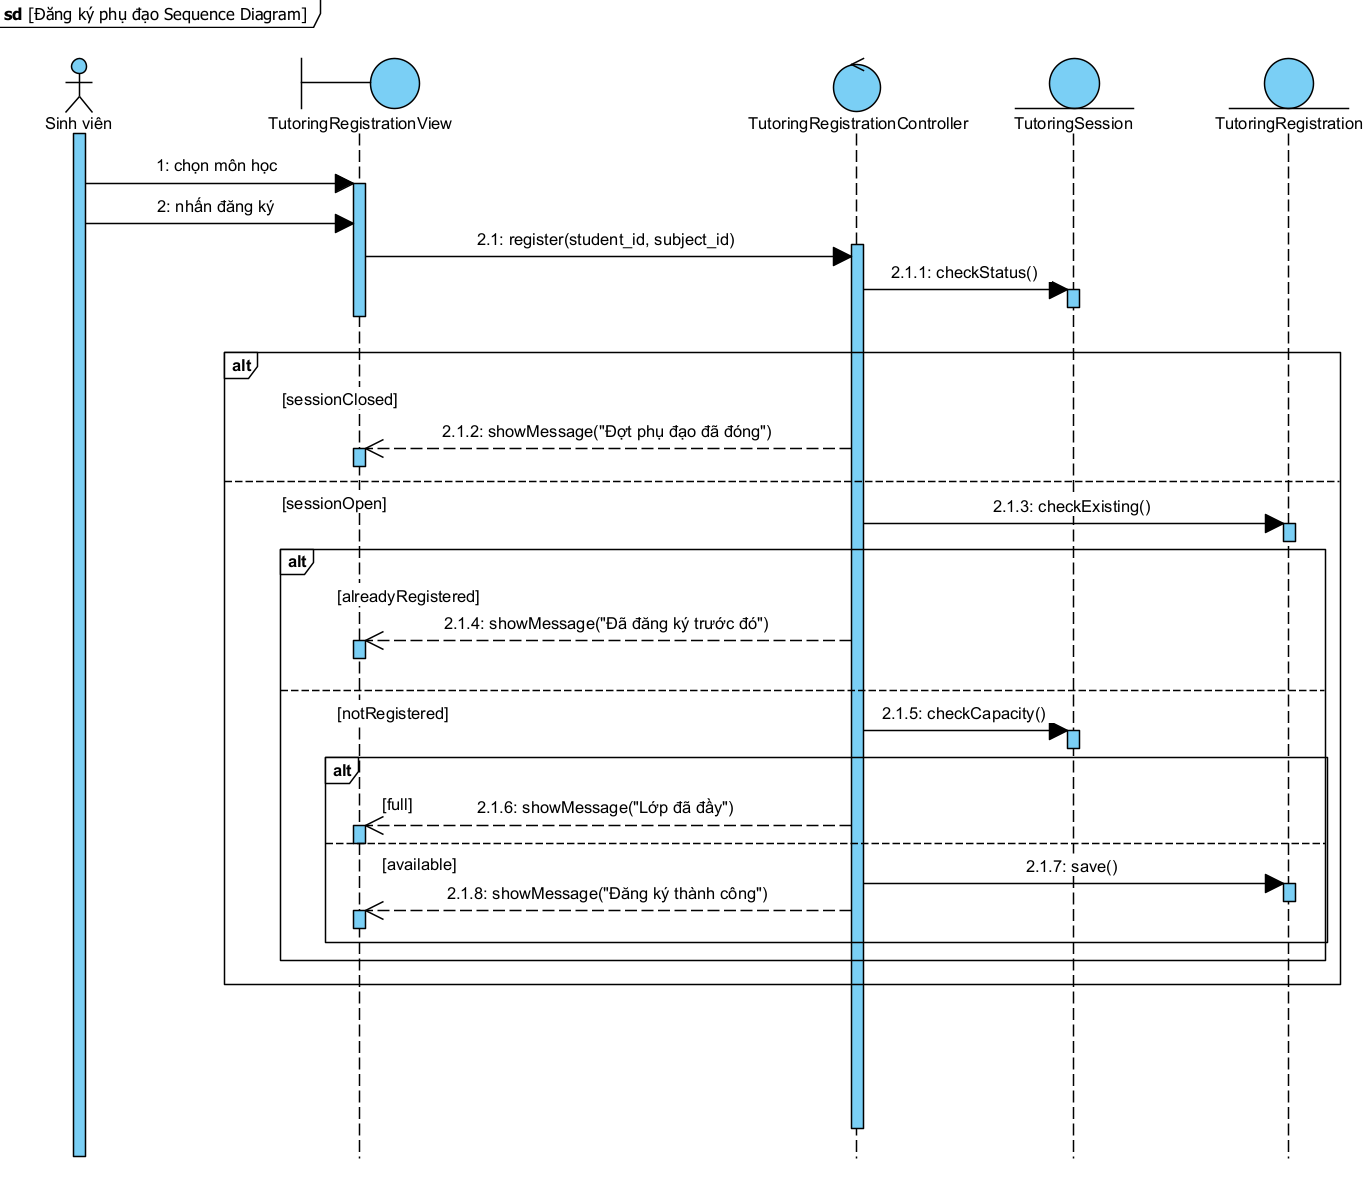 sd [Đăng ký phụ đạo Sequence Diagram]
Sinh viên
TutoringRegistrationView
TutoringRegistrationController
TutoringSession
TutoringRegistration
1: chọn môn học
2: nhấn đăng ký
2.1: register(student_id, subject_id)
2.1.1: checkStatus()
alt
[sessionClosed]
2.1.2: showMessage("Đợt phụ đạo đã đóng")
[sessionOpen]
2.1.3: checkExisting()
alt
[alreadyRegistered]
2.1.4: showMessage("Đã đăng ký trước đó")
[notRegistered]
2.1.5: checkCapacity()
alt
[full]
2.1.6: showMessage("Lớp đã đầy")
[available]
2.1.7: save()
2.1.8: showMessage("Đăng ký thành công")